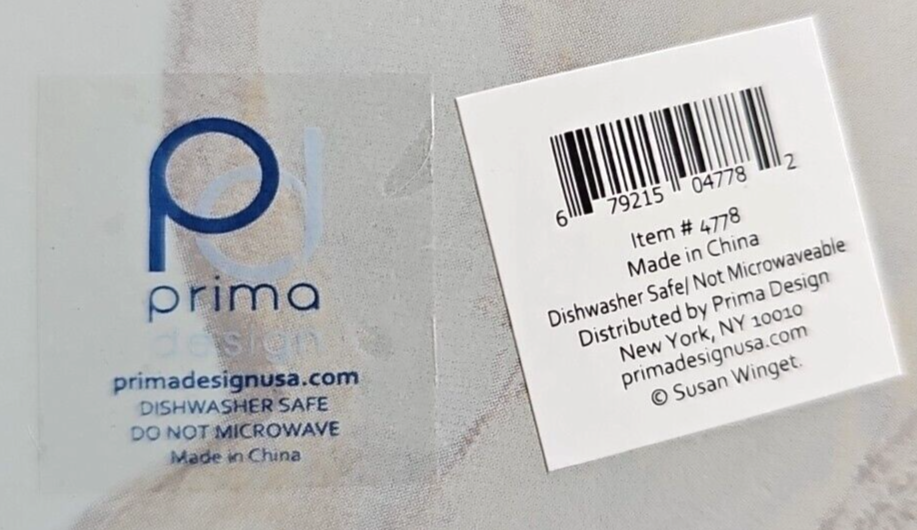 pd
prima
design
primadesignusa.com
DISHWASHER SAFE
DO NOT MICROWAVE
Made in China
6 79215 04778 2
Item # 4778
Made in China
Dishwasher Safe/ Not Microwaveable
Distributed by Prima Design
New York, NY 10010
primadesignusa.com
© Susan Winget.